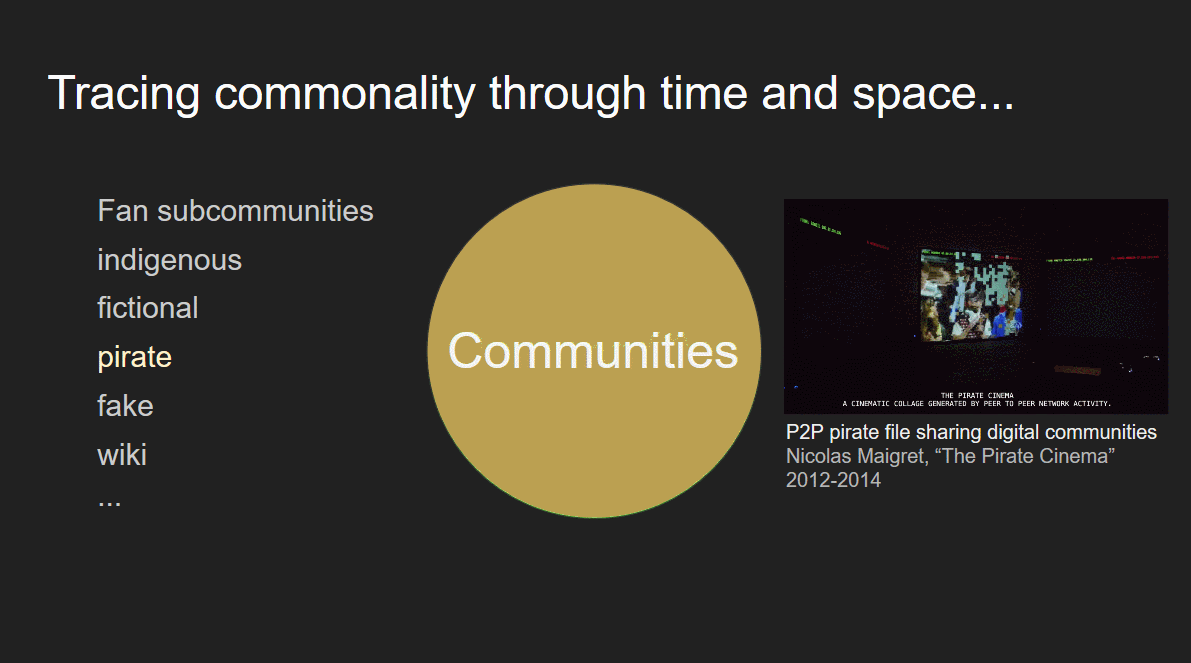 Tracing commonality through time and space...
Fan subcommunities
indigenous
fictional
pirate
fake
wiki
...
Communities
THE PIRATE CINEMA
A CINEMATIC COLLAGE GENERATED BY PEER TO PEER NETWORK ACTIVITY.
P2P pirate file sharing digital communities
Nicolas Maigret, “The Pirate Cinema”
2012-2014